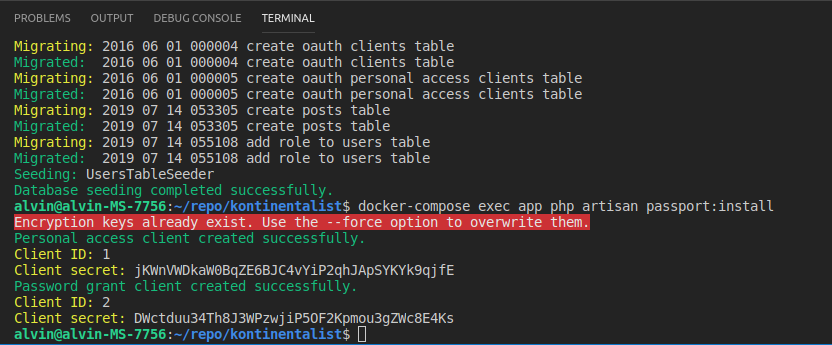 PROBLEMS OUTPUT DEBUG CONSOLE TERMINAL
Migrating: 2016 06 01 000004 create oauth clients table
Migrated:  2016 06 01 000004 create oauth clients table
Migrating: 2016 06 01 000005 create oauth personal access clients table
Migrated:  2016 06 01 000005 create oauth personal access clients table
Migrating: 2019 07 14 053305 create posts table
Migrated:  2019 07 14 053305 create posts table
Migrating: 2019 07 14 055108 add role to users table
Migrated:  2019 07 14 055108 add role to users table
Seeding: UsersTableSeeder
Database seeding completed successfully.
alvin@alvin-MS-7756:~/repo/kontinentalist$ docker-compose exec app php artisan passport:install
Encryption keys already exist. Use the --force option to overwrite them.
Personal access client created successfully.
Client ID: 1
Client secret: jKWnVWDkaW0BqZE6BJC4vYiP2qhJApSYKYk9qjfE
Password grant client created successfully.
Client ID: 2
Client secret: DWctduu34Th8J3WPzwjiP5OF2Kpmou3gZWc8E4Ks
alvin@alvin-MS-7756:~/repo/kontinentalist$